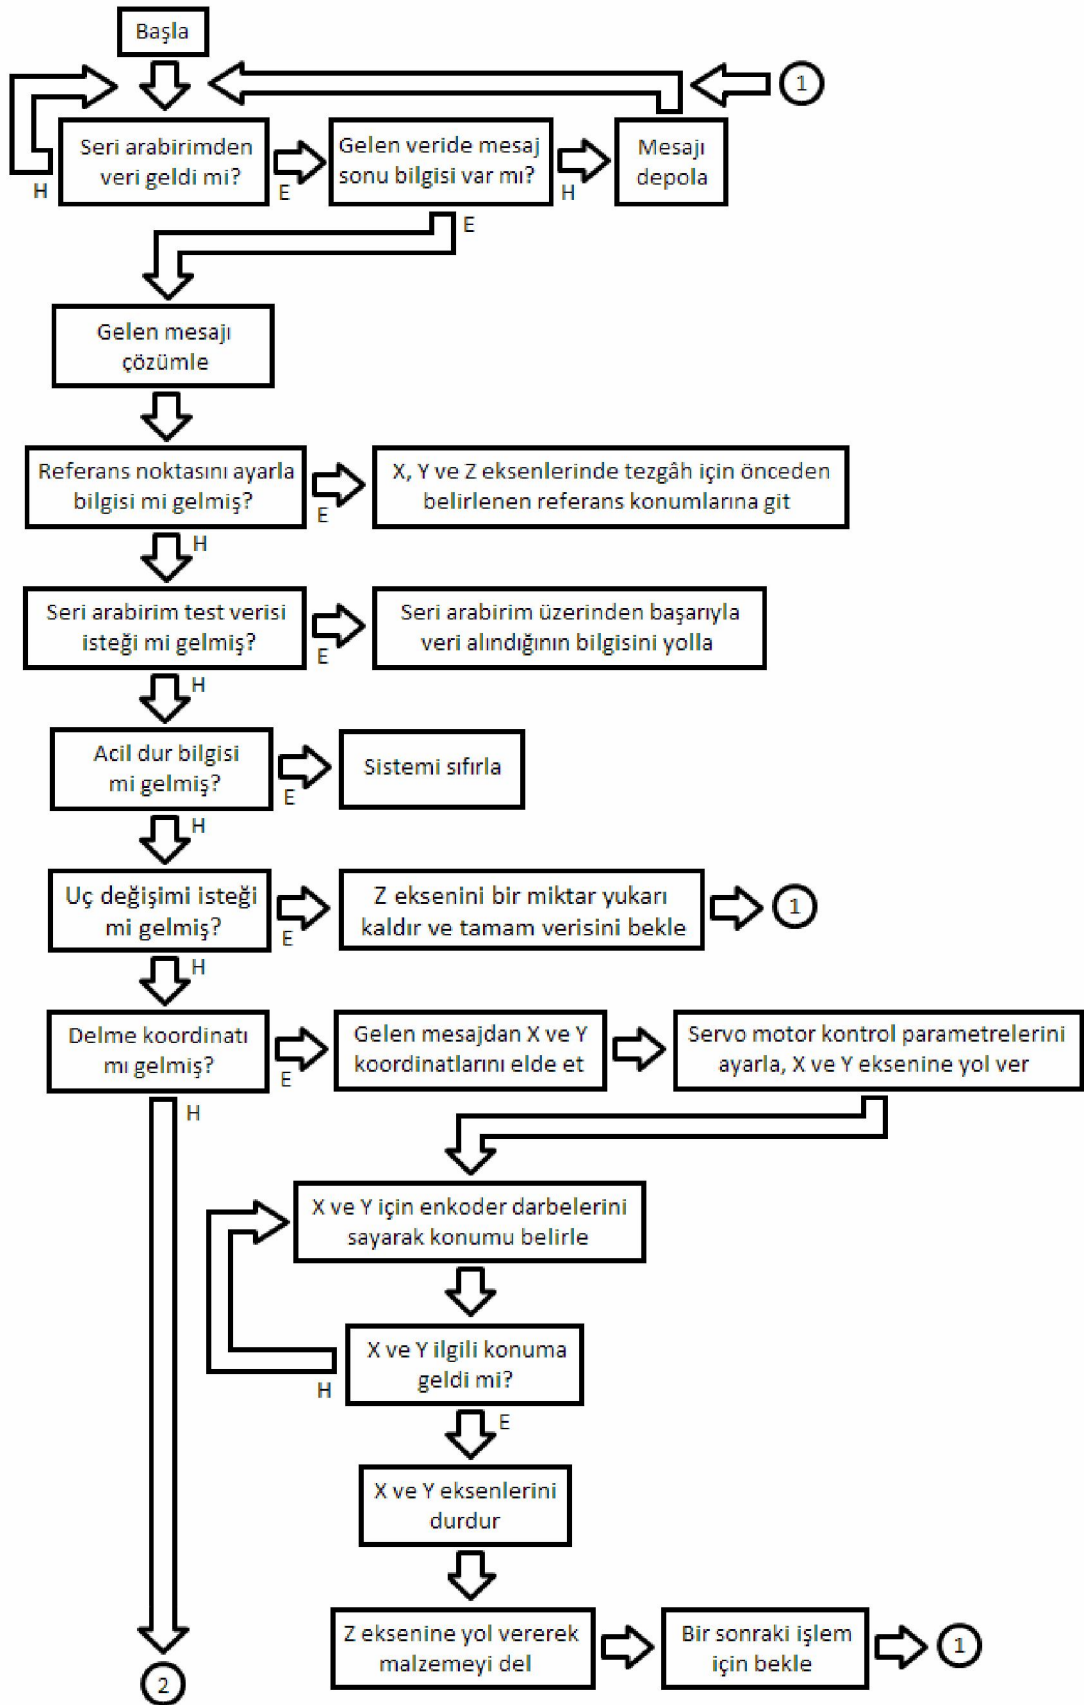 Başla
1
Seri arabirimden
veri geldi mi?
H
E
Gelen veride mesaj
sonu bilgisi var mı?
H
E
Mesajı
depola
Gelen mesajı
çözümle
Referans noktasını ayarla
bilgisi mi gelmiş?
E
H
X, Y ve Z eksenlerinde tezgâh için önceden
belirlenen referans konumlarına git
Seri arabirim test verisi
isteği mi gelmiş?
E
H
Seri arabirim üzerinden başarıyla
veri alındığının bilgisini yolla
Acil dur bilgisi
mi gelmiş?
E
H
Sistemi sıfırla
Uç değişimi isteği
mi gelmiş?
E
H
Z eksenini bir miktar yukarı
kaldır ve tamam verisini bekle
1
Delme koordinatı
mı gelmiş?
E
H
Gelen mesajdan X ve Y
koordinatlarını elde et
Servo motor kontrol parametrelerini
ayarla, X ve Y eksenine yol ver
X ve Y için enkoder darbelerini
sayarak konumu belirle
X ve Y ilgili konuma
geldi mi?
H
E
X ve Y eksenlerini
durdur
Z eksenine yol vererek
malzemeyi del
Bir sonraki işlem
için bekle
1
2